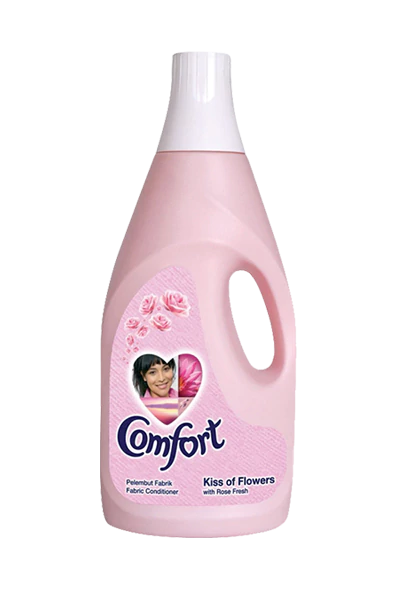 Comfort
Pelembut Fabrik
Fabric Conditioner
Kiss of Flowers
with Rose Fresh